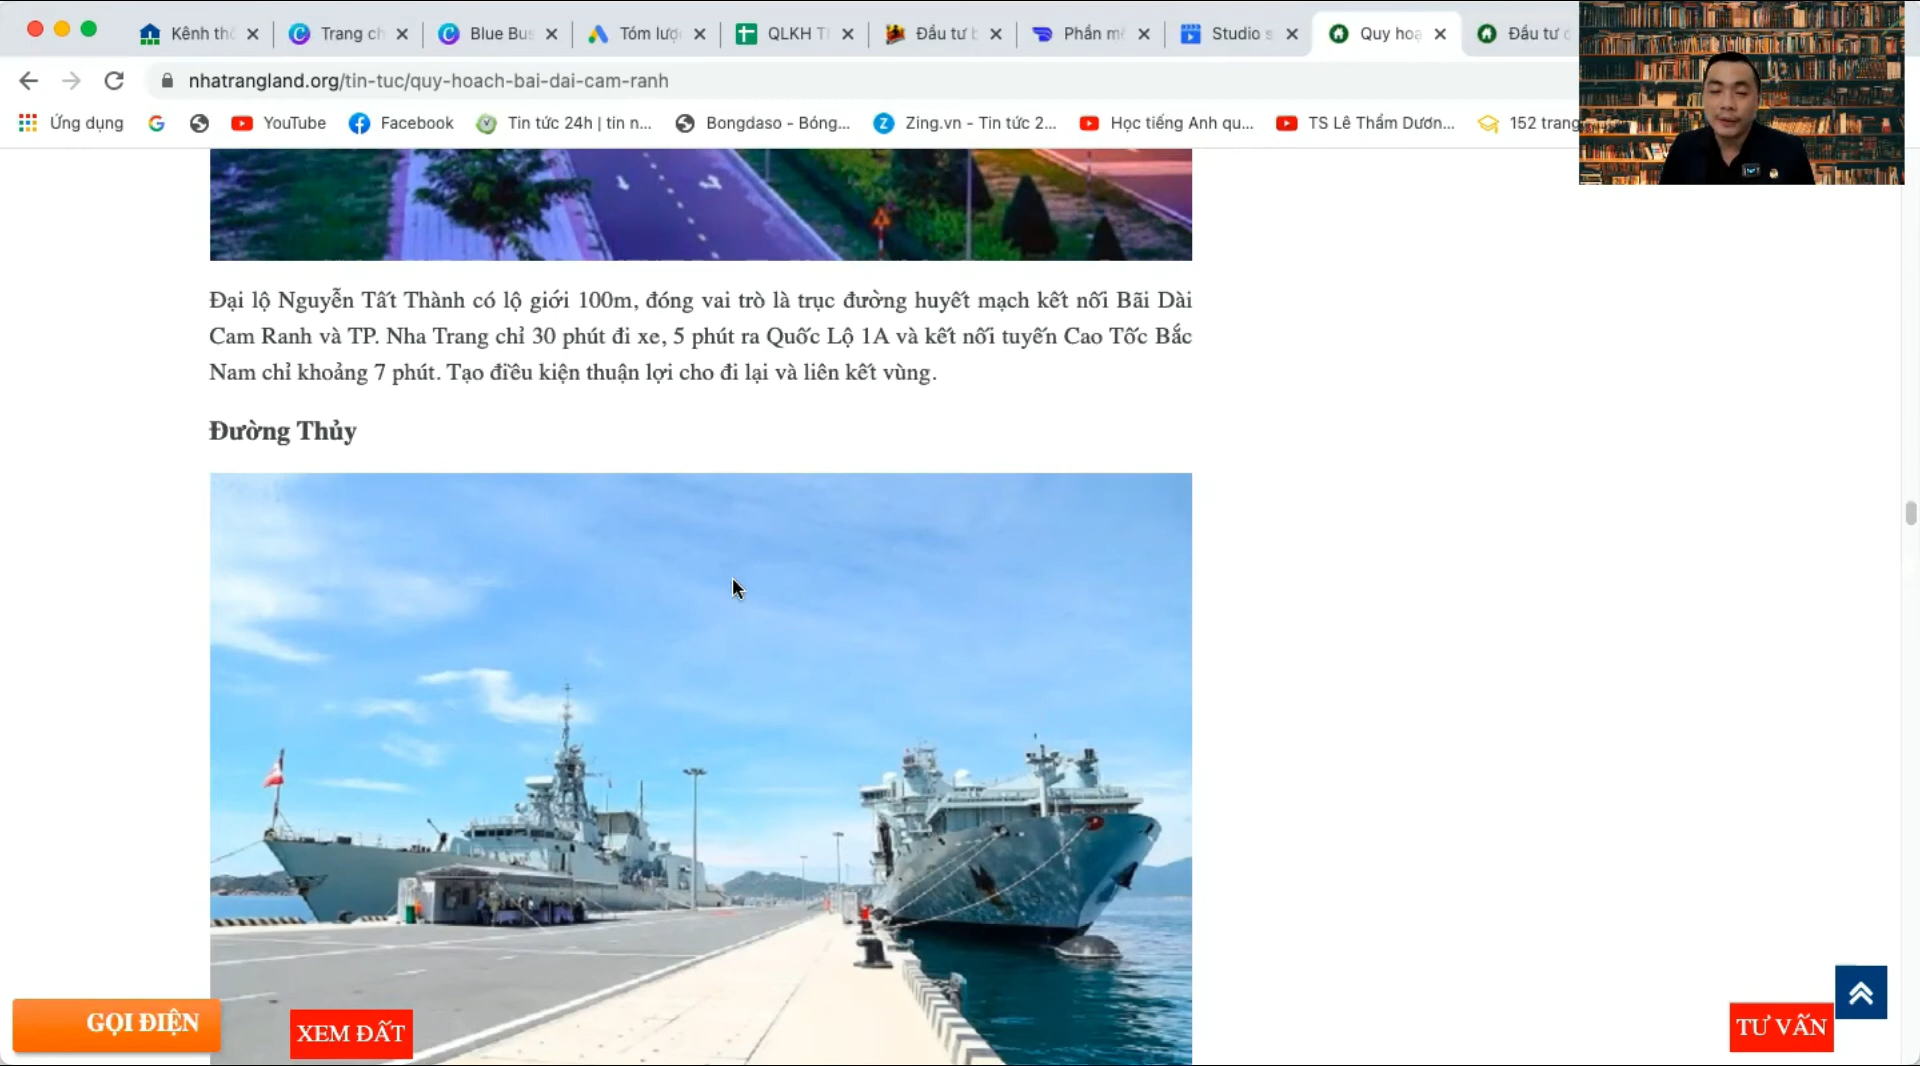 Kênh thô
Trang ch
Blue Bus
Tóm lượ
QLKH T
Đầu tư b
Phần mề
Studio s
Quy hoạ
Đầu tư đ
nhatrangland.org/tin-tuc/quy-hoach-bai-dai-cam-ranh
Ứng dụng
YouTube
Facebook
Tin tức 24h | tin n...
Bongdaso - Bóng...
Zing.vn - Tin tức 2...
Học tiếng Anh qu...
TS Lê Thẩm Dươn...
152 trang
Đại lộ Nguyễn Tất Thành có lộ giới 100m, đóng vai trò là trục đường huyết mạch kết nối Bãi Dài
Cam Ranh và TP. Nha Trang chỉ 30 phút đi xe, 5 phút ra Quốc Lộ 1A và kết nối tuyến Cao Tốc Bắc
Nam chỉ khoảng 7 phút. Tạo điều kiện thuận lợi cho đi lại và liên kết vùng.
Đường Thủy
GỌI ĐIỆN
XEM ĐẤT
TƯ VẤN